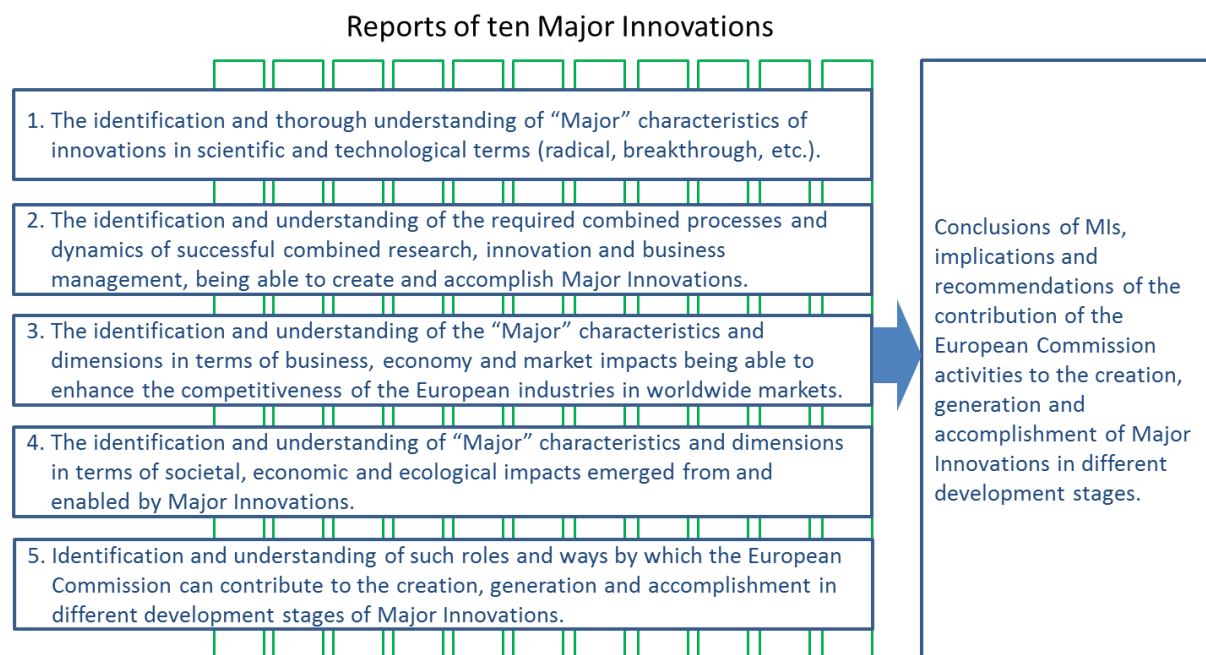 Reports of ten Major Innovations
1. The identification and thorough understanding of “Major” characteristics of
innovations in scientific and technological terms (radical, breakthrough, etc.).
2. The identification and understanding of the required combined processes and
dynamics of successful combined research, innovation and business
management, being able to create and accomplish Major Innovations.
3. The identification and understanding of the “Major” characteristics and
dimensions in terms of business, economy and market impacts being able to
enhance the competitiveness of the European industries in worldwide markets.
4. The identification and understanding of “Major” characteristics and dimensions
in terms of societal, economic and ecological impacts emerged from and
enabled by Major Innovations.
5. Identification and understanding of such roles and ways by which the European
Commission can contribute to the creation, generation and accomplishment in
different development stages of Major Innovations.
Conclusions of MIs,
implications and
recommendations of the
contribution of the
European Commission
activities to the creation,
generation and
accomplishment of Major
Innovations in different
development stages.